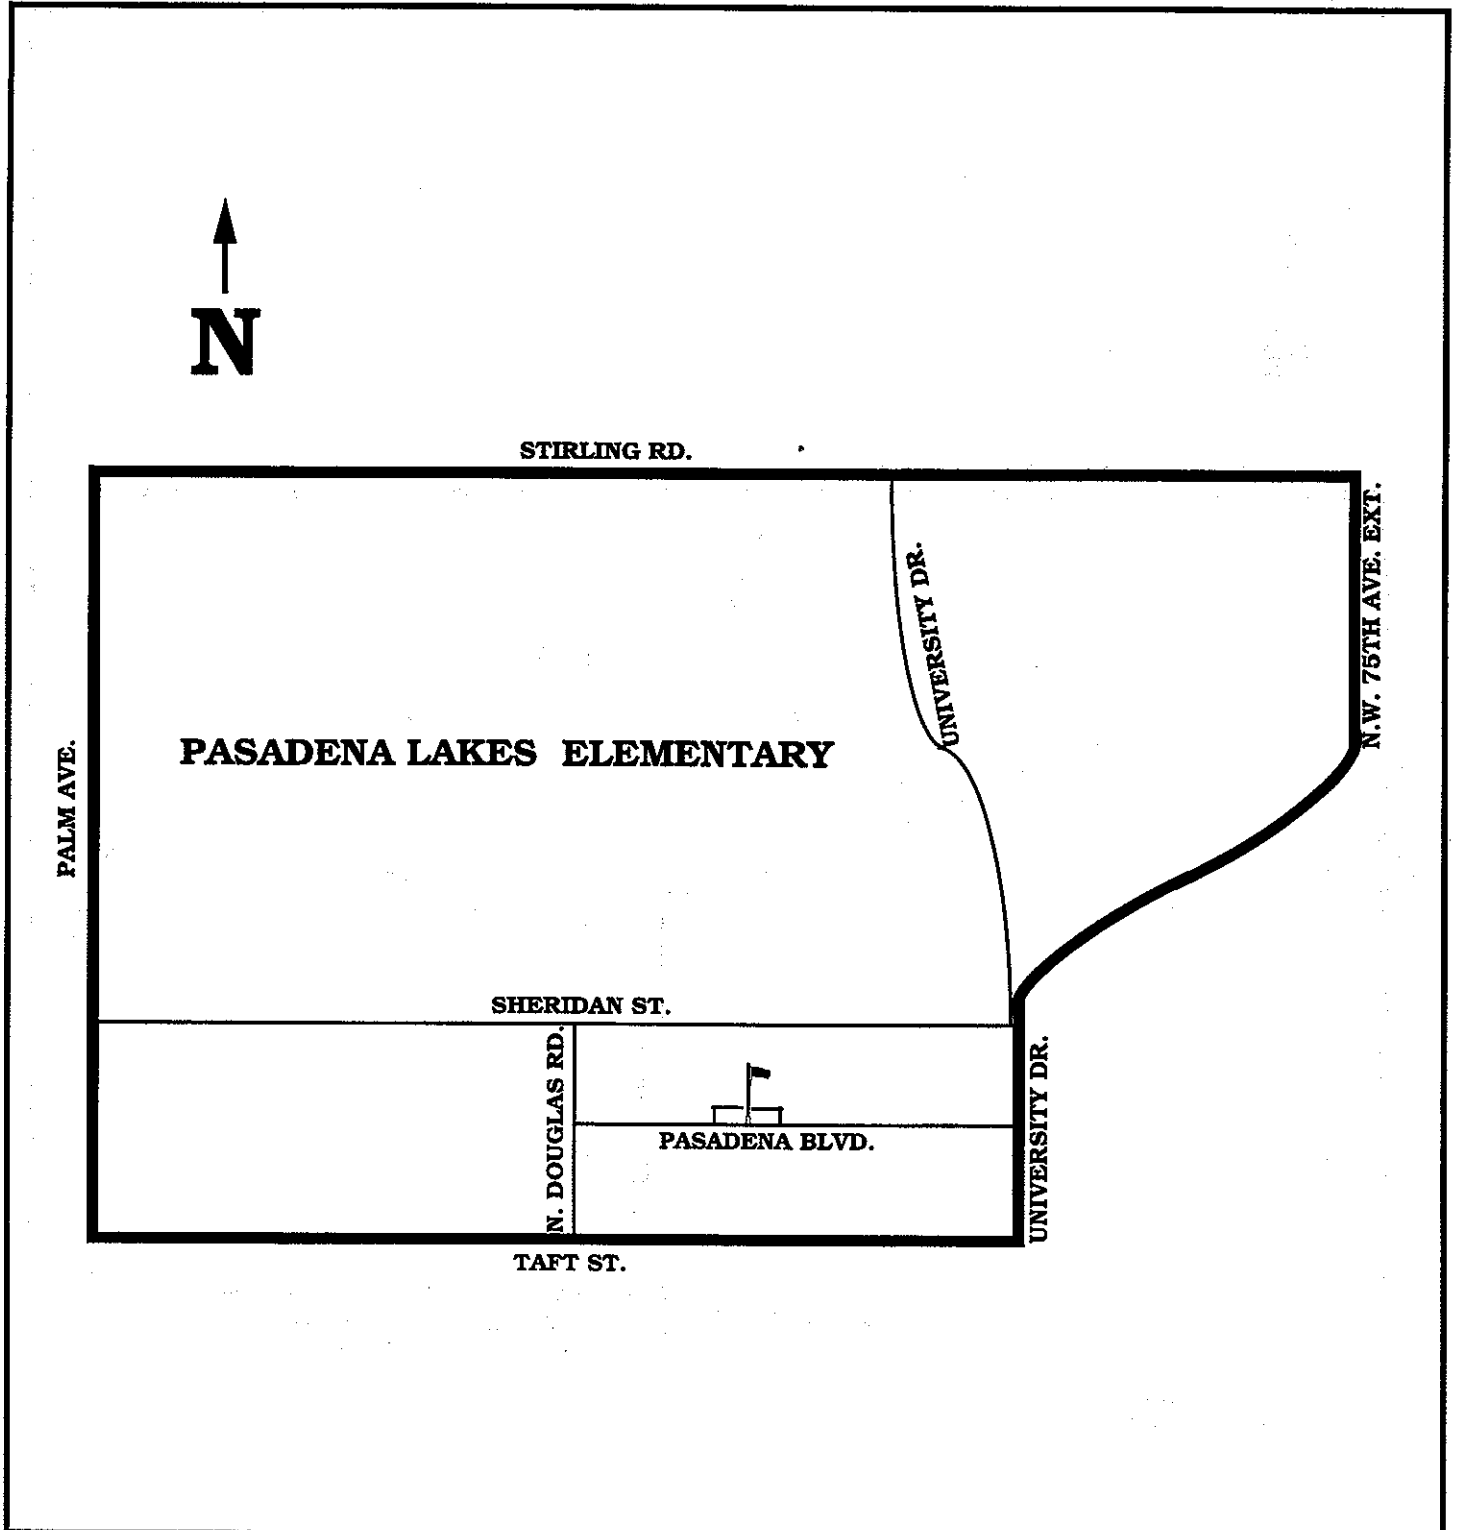 N
STIRLING RD.
N.W. 75TH AVE. EXT.
UNIVERSITY DR.
PASADENA LAKES ELEMENTARY
PALM AVE.
SHERIDAN ST.
N. DOUGLAS RD.
UNIVERSITY DR.
PASADENA BLVD.
TAFT ST.